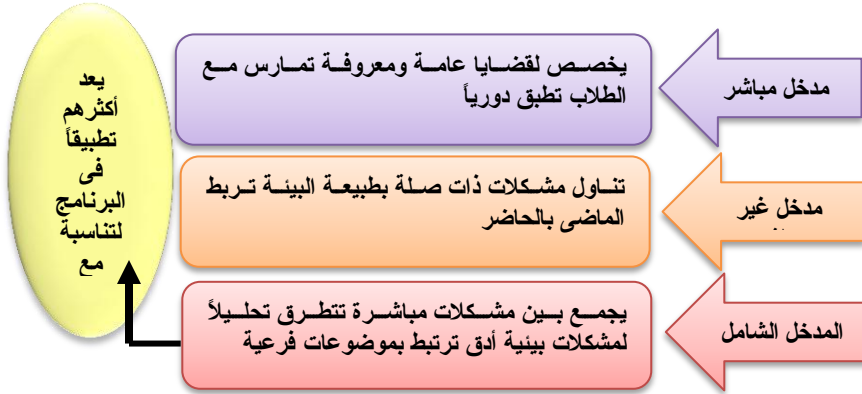 مدخل مباشر
يخصص لقضايا عامة ومعروفة تمارس مع
الطلاب تطبق دورياً
مدخل غير
تناول مشكلات ذات صلة بطبيعة البيئة تربط
الماضى بالحاضر
المدخل الشامل
يجمع بين مشكلات مباشرة تتطرق تحليلاً
لمشكلات بيئية أدق ترتبط بموضوعات فرعية
يعد
أكثرهم
تطبيقاً
فى
البرنامج
لتناسبة
مع